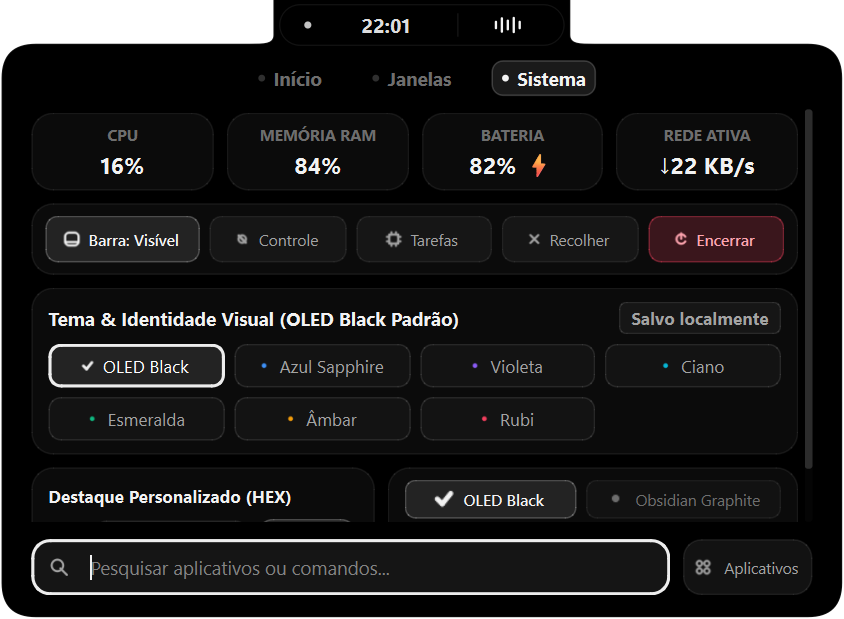 22:01
Início Janelas Sistema
CPU MEMÓRIA RAM BATERIA REDE ATIVA
16% 84% 82% ↓22 KB/s
Barra: Visível Controle Tarefas Recolher Encerrar
Tema & Identidade Visual (OLED Black Padrão) Salvo localmente
OLED Black Azul Sapphire Violeta Ciano
Esmeralda Âmbar Rubi
Destaque Personalizado (HEX) OLED Black Obsidian Graphite
Pesquisar aplicativos ou comandos... Aplicativos